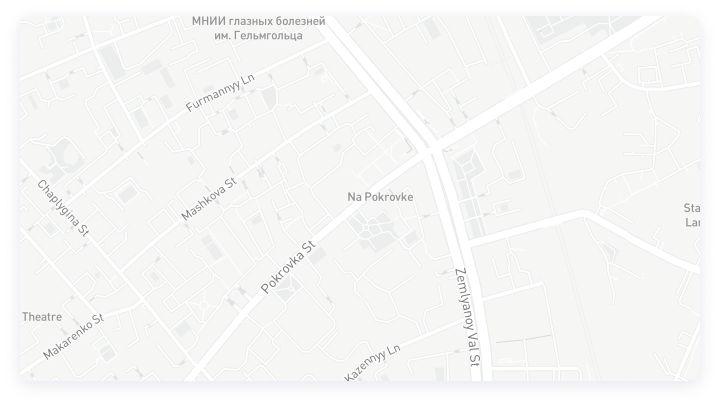 МНИИ глазных болезней
им. Гельмгольца
Furmannyy Ln
Chaplygina St
Mashkova St
Na Pokrovke
Sta
Lar
Pokrovka St
Zemlyanoy Val St
Theatre
Makarenko St
Kazennyy Ln